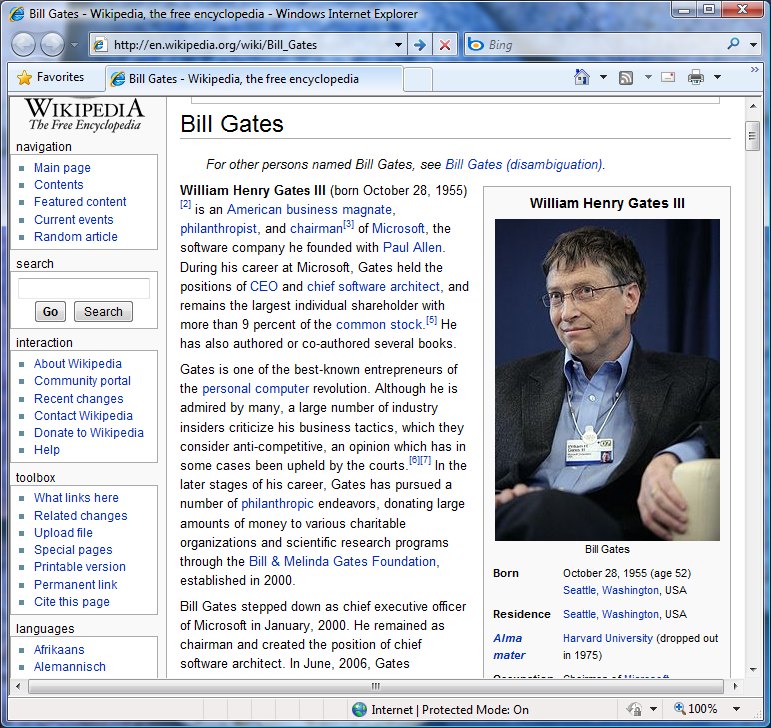 Bill Gates - Wikipedia, the free encyclopedia - Windows Internet Explorer
http://en.wikipedia.org/wiki/Bill_Gates
Bing
Favorites
Bill Gates - Wikipedia, the free encyclopedia
WIKIPEDIA
The Free Encyclopedia
navigation
Main page
Contents
Featured content
Current events
Random article
search
Go
Search
interaction
About Wikipedia
Community portal
Recent changes
Contact Wikipedia
Donate to Wikipedia
Help
toolbox
What links here
Related changes
Upload file
Special pages
Printable version
Permanent link
Cite this page
languages
Afrikaans
Alemannisch
Bill Gates
For other persons named Bill Gates, see Bill Gates (disambiguation).
William Henry Gates III (born October 28, 1955)
[2] is an American business magnate,
philanthropist, and chairman[3] of Microsoft, the
software company he founded with Paul Allen.
During his career at Microsoft, Gates held the
positions of CEO and chief software architect, and
remains the largest individual shareholder with
more than 9 percent of the common stock.[5] He
has also authored or co-authored several books.
Gates is one of the best-known entrepreneurs of
the personal computer revolution. Although he is
admired by many, a large number of industry
insiders criticize his business tactics, which they
consider anti-competitive, an opinion which has in
some cases been upheld by the courts.[6][7] In the
later stages of his career, Gates has pursued a
number of philanthropic endeavors, donating large
amounts of money to various charitable
organizations and scientific research programs
through the Bill & Melinda Gates Foundation,
established in 2000.
Bill Gates stepped down as chief executive officer
of Microsoft in January, 2000. He remained as
chairman and created the position of chief
software architect. In June, 2006, Gates
William Henry Gates III
William H
Gates III
Bill Gates
Born October 28, 1955 (age 52)
Seattle, Washington, USA
Residence Seattle, Washington, USA
Alma Harvard University (dropped out
mater in 1975)
Occupation Chairman of Microsoft
Internet | Protected Mode: On
100%